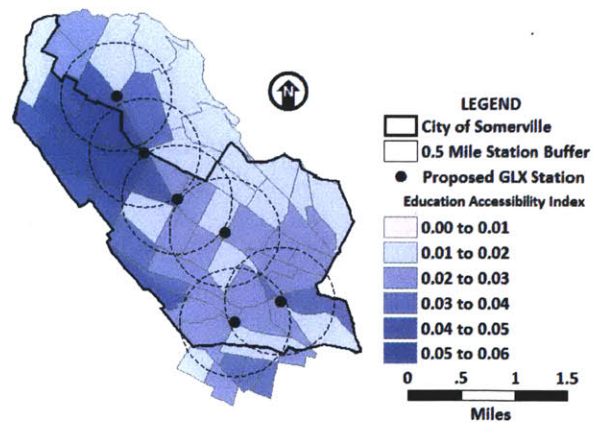 N
LEGEND
City of Somerville
0.5 Mile Station Buffer
Proposed GLX Station
Education Accessibility Index
0.00 to 0.01
0.01 to 0.02
0.02 to 0.03
0.03 to 0.04
0.04 to 0.05
0.05 to 0.06
0 .5 1 1.5
Miles